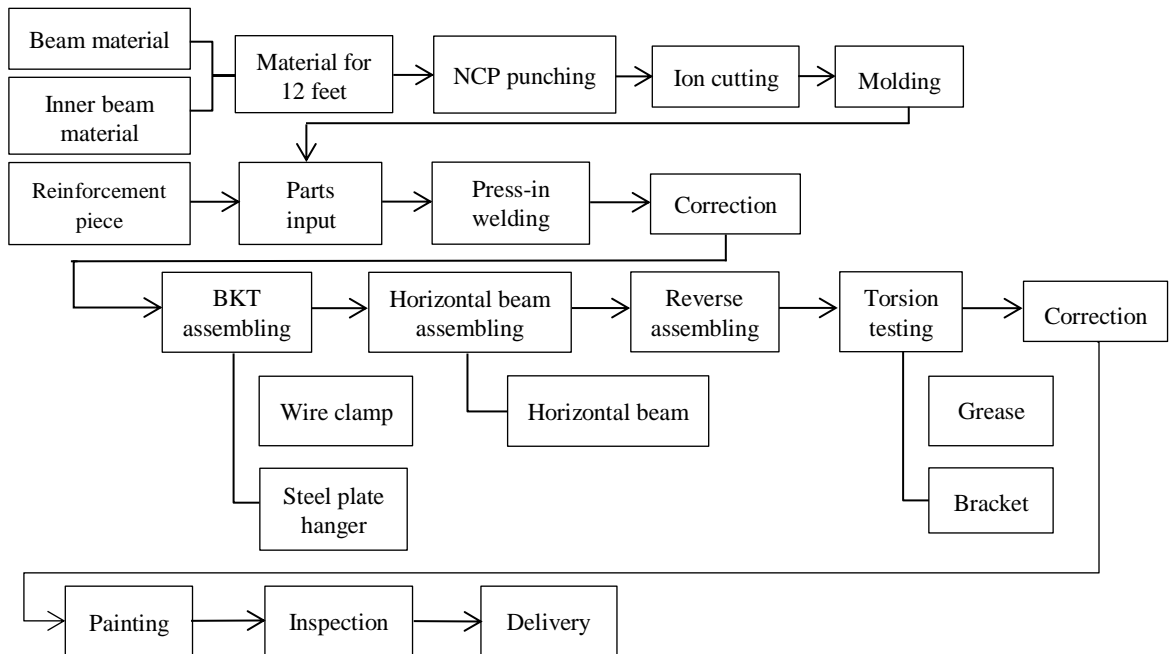 Beam material
Inner beam
material
Material for
12 feet
NCP punching
Ion cutting
Molding
Reinforcement
piece
Parts
input
Press-in
welding
Correction
BKT
assembling
Horizontal beam
assembling
Reverse
assembling
Torsion
testing
Correction
Wire clamp
Horizontal beam
Grease
Steel plate
hanger
Bracket
Painting
Inspection
Delivery